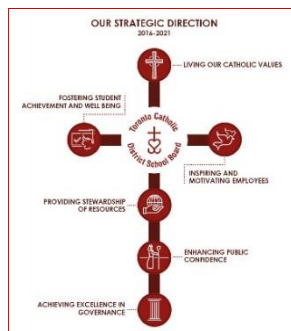 OUR STRATEGIC DIRECTION
2016-2021
LIVING OUR CATHOLIC VALUES
FOSTERING STUDENT
ACHIEVEMENT AND WELL BEING
Toronto Catholic
District School Board
INSPIRING AND
MOTIVATING EMPLOYEES
PROVIDING STEWARDSHIP
OF RESOURCES
ENHANCING PUBLIC
CONFIDENCE
ACHIEVING EXCELLENCE IN
GOVERNANCE